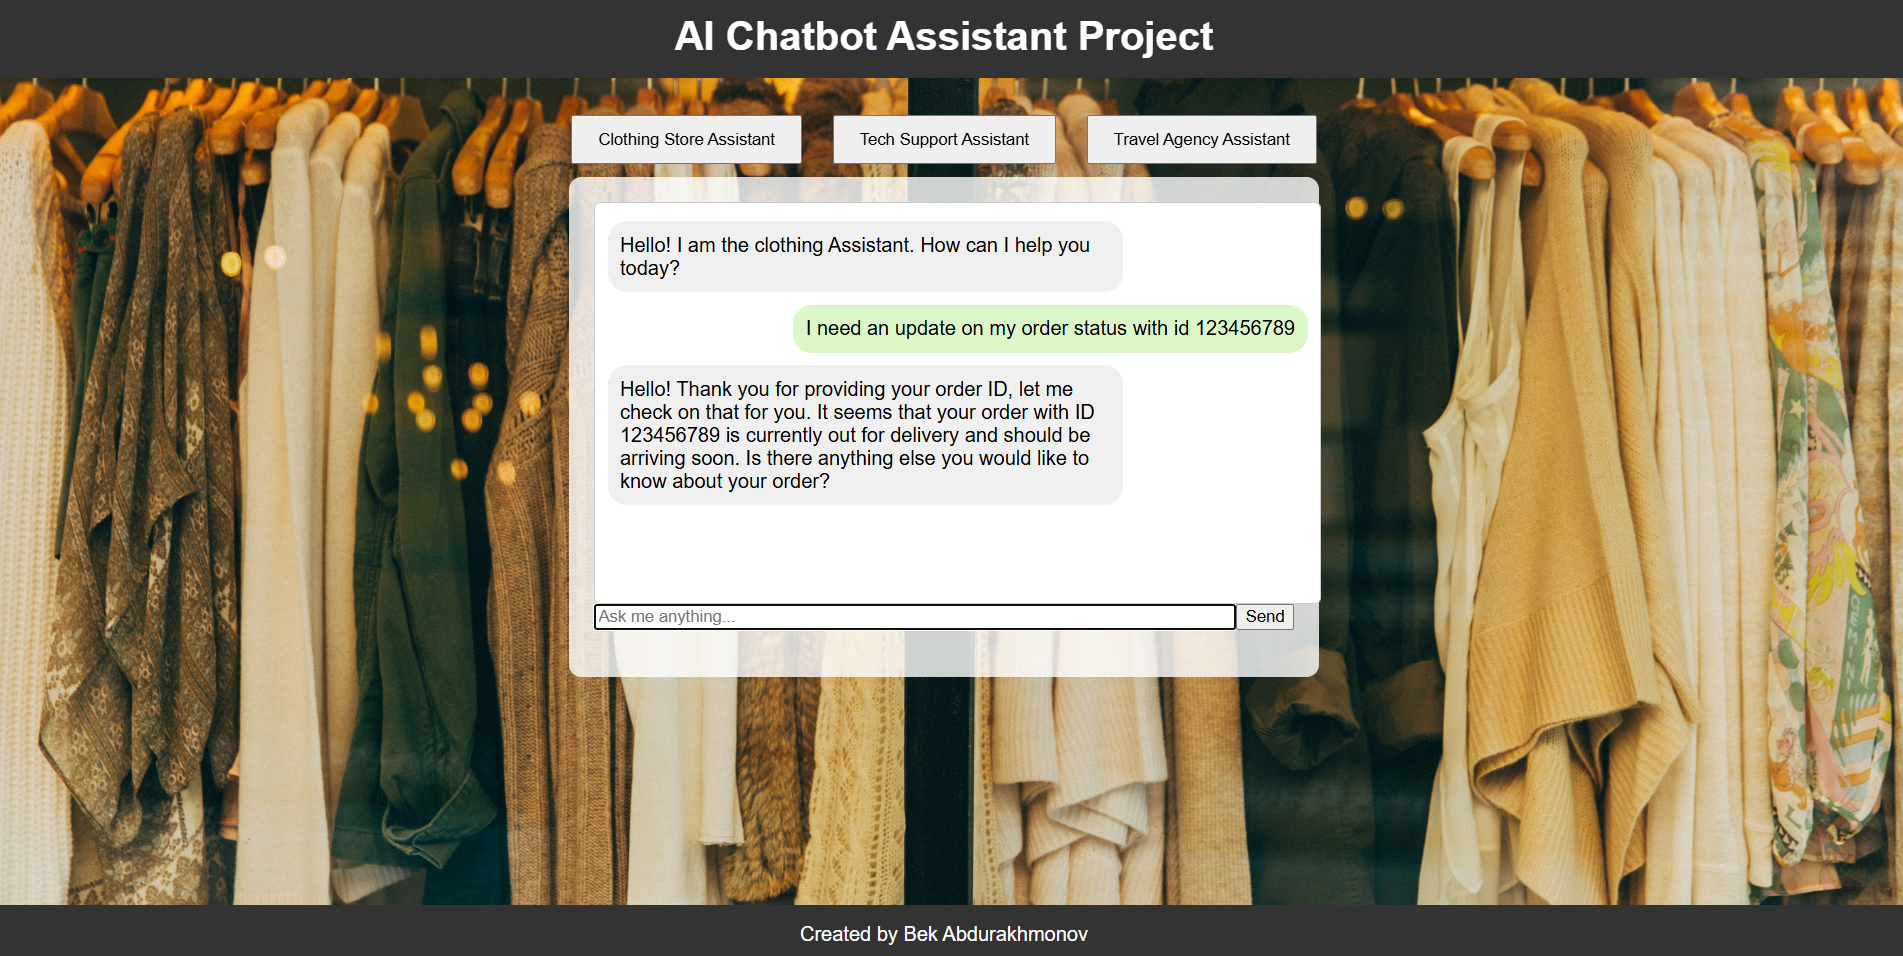 AI Chatbot Assistant Project
Clothing Store Assistant
Tech Support Assistant
Travel Agency Assistant
Hello! I am the clothing Assistant. How can I help you
today?
I need an update on my order status with id 123456789
Hello! Thank you for providing your order ID, let me
check on that for you. It seems that your order with ID
123456789 is currently out for delivery and should be
arriving soon. Is there anything else you would like to
know about your order?
Ask me anything...
Send
Created by Bek Abdurakhmonov